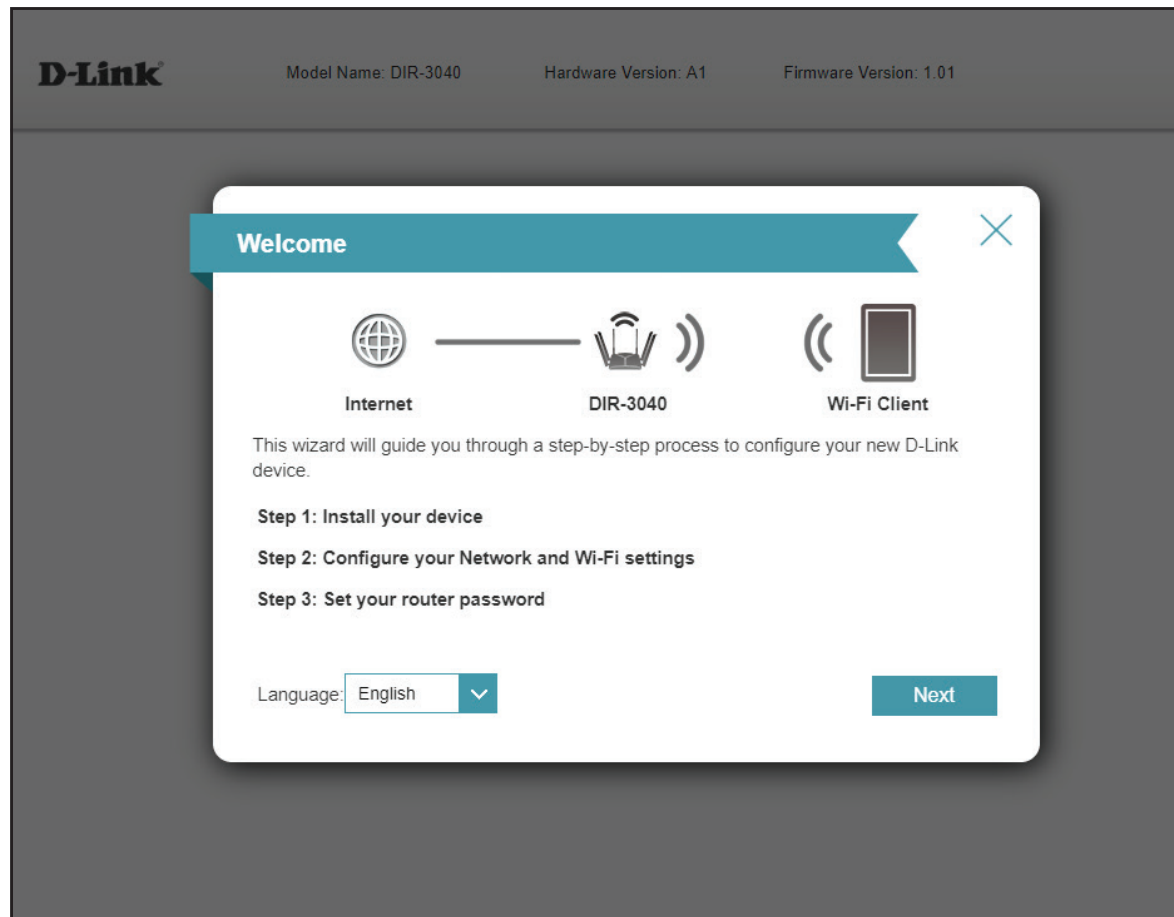 D-Link
Model Name: DIR-3040 Hardware Version: A1 Firmware Version: 1.01
Welcome
Internet DIR-3040 Wi-Fi Client
This wizard will guide you through a step-by-step process to configure your new D-Link
device.
Step 1: Install your device
Step 2: Configure your Network and Wi-Fi settings
Step 3: Set your router password
Language: English
Next